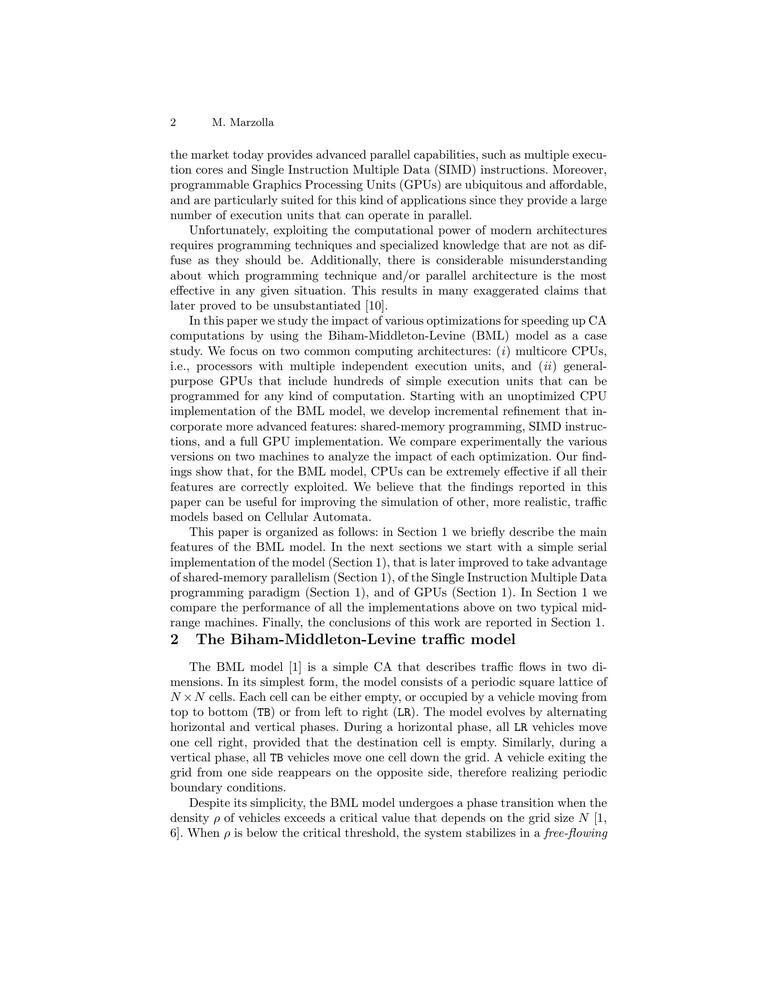 2 M. Marzolla
the market today provides advanced parallel capabilities, such as multiple execu-
tion cores and Single Instruction Multiple Data (SIMD) instructions. Moreover,
programmable Graphics Processing Units (GPUs) are ubiquitous and affordable,
and are particularly suited for this kind of applications since they provide a large
number of execution units that can operate in parallel.
Unfortunately, exploiting the computational power of modern architectures
requires programming techniques and specialized knowledge that are not as dif-
fuse as they should be. Additionally, there is considerable misunderstanding
about which programming technique and/or parallel architecture is the most
effective in any given situation. This results in many exaggerated claims that
later proved to be unsubstantiated [10].
In this paper we study the impact of various optimizations for speeding up CA
computations by using the Biham-Middleton-Levine (BML) model as a case
study. We focus on two common computing architectures: (i) multicore CPUs,
i.e., processors with multiple independent execution units, and (ii) general-
purpose GPUs that include hundreds of simple execution units that can be
programmed for any kind of computation. Starting with an unoptimized CPU
implementation of the BML model, we develop incremental refinement that in-
corporate more advanced features: shared-memory programming, SIMD instruc-
tions, and a full GPU implementation. We compare experimentally the various
versions on two machines to analyze the impact of each optimization. Our find-
ings show that, for the BML model, CPUs can be extremely effective if all their
features are correctly exploited. We believe that the findings reported in this
paper can be useful for improving the simulation of other, more realistic, traffic
models based on Cellular Automata.
This paper is organized as follows: in Section 1 we briefly describe the main
features of the BML model. In the next sections we start with a simple serial
implementation of the model (Section 1), that is later improved to take advantage
of shared-memory parallelism (Section 1), of the Single Instruction Multiple Data
programming paradigm (Section 1), and of GPUs (Section 1). In Section 1 we
compare the performance of all the implementations above on two typical mid-
range machines. Finally, the conclusions of this work are reported in Section 1.
2 The Biham-Middleton-Levine traffic model
The BML model [1] is a simple CA that describes traffic flows in two di-
mensions. In its simplest form, the model consists of a periodic square lattice of
N × N cells. Each cell can be either empty, or occupied by a vehicle moving from
top to bottom (TB) or from left to right (LR). The model evolves by alternating
horizontal and vertical phases. During a horizontal phase, all LR vehicles move
one cell right, provided that the destination cell is empty. Similarly, during a
vertical phase, all TB vehicles move one cell down the grid. A vehicle exiting the
grid from one side reappears on the opposite side, therefore realizing periodic
boundary conditions.
Despite its simplicity, the BML model undergoes a phase transition when the
density ρ of vehicles exceeds a critical value that depends on the grid size N [1,
6]. When ρ is below the critical threshold, the system stabilizes in a free-flowing